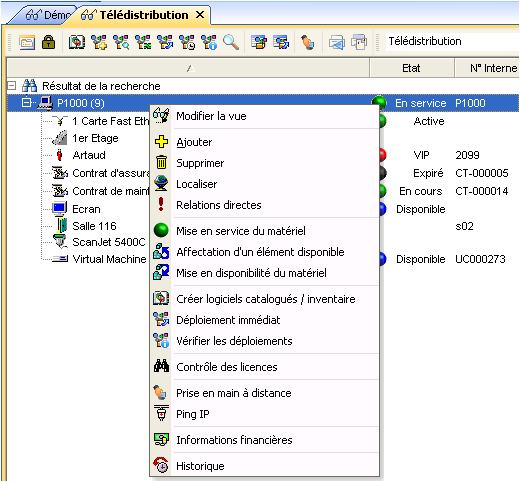 Démo
Télédistribution
Télédistribution
Etat
N° Interne
Résultat de la recherche
P1000 (9)
En service
P1000
1 Carte Fast Eth
Active
1er Etage
Artaud
VIP
2099
Contrat d'assura
Expiré
CT-000005
Contrat de maint
En cours
CT-000014
Ecran
Disponible
Salle 116
s02
ScanJet 5400C
Virtual Machine
Disponible
UC000273
Modifier la vue
Ajouter
Supprimer
Localiser
Relations directes
Mise en service du matériel
Affectation d'un élément disponible
Mise en disponibilité du matériel
Créer logiciels catalogués / inventaire
Déploiement immédiat
Vérifier les déploiements
Contrôle des licences
Prise en main à distance
Ping IP
Informations financières
Historique